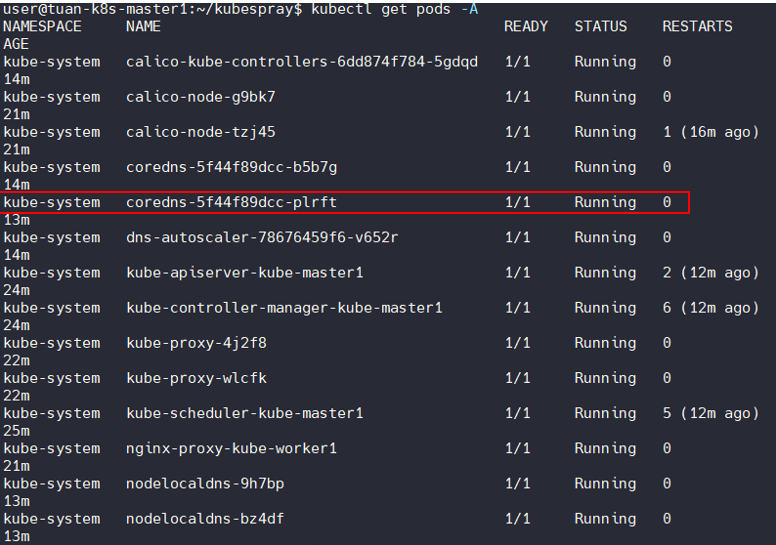 user@tuan-k8s-master1:~/kubespray$ kubectl get pods -A
NAMESPACE NAME READY STATUS RESTARTS
AGE
kube-system calico-kube-controllers-6dd874f784-5gdqd 1/1 Running 0
14m
kube-system calico-node-g9bk7 1/1 Running 0
21m
kube-system calico-node-tzj45 1/1 Running 1 (16m ago)
21m
kube-system coredns-5f44f89dcc-b5b7g 1/1 Running 0
14m
kube-system coredns-5f44f89dcc-plrft 1/1 Running 0
13m
kube-system dns-autoscaler-78676459f6-v652r 1/1 Running 0
14m
kube-system kube-apiserver-kube-master1 1/1 Running 2 (12m ago)
24m
kube-system kube-controller-manager-kube-master1 1/1 Running 6 (12m ago)
24m
kube-system kube-proxy-4j2f8 1/1 Running 0
22m
kube-system kube-proxy-wlcfk 1/1 Running 0
22m
kube-system kube-scheduler-kube-master1 1/1 Running 5 (12m ago)
25m
kube-system nginx-proxy-kube-worker1 1/1 Running 0
21m
kube-system nodelocaldns-9h7bp 1/1 Running 0
13m
kube-system nodelocaldns-bz4df 1/1 Running 0
13m